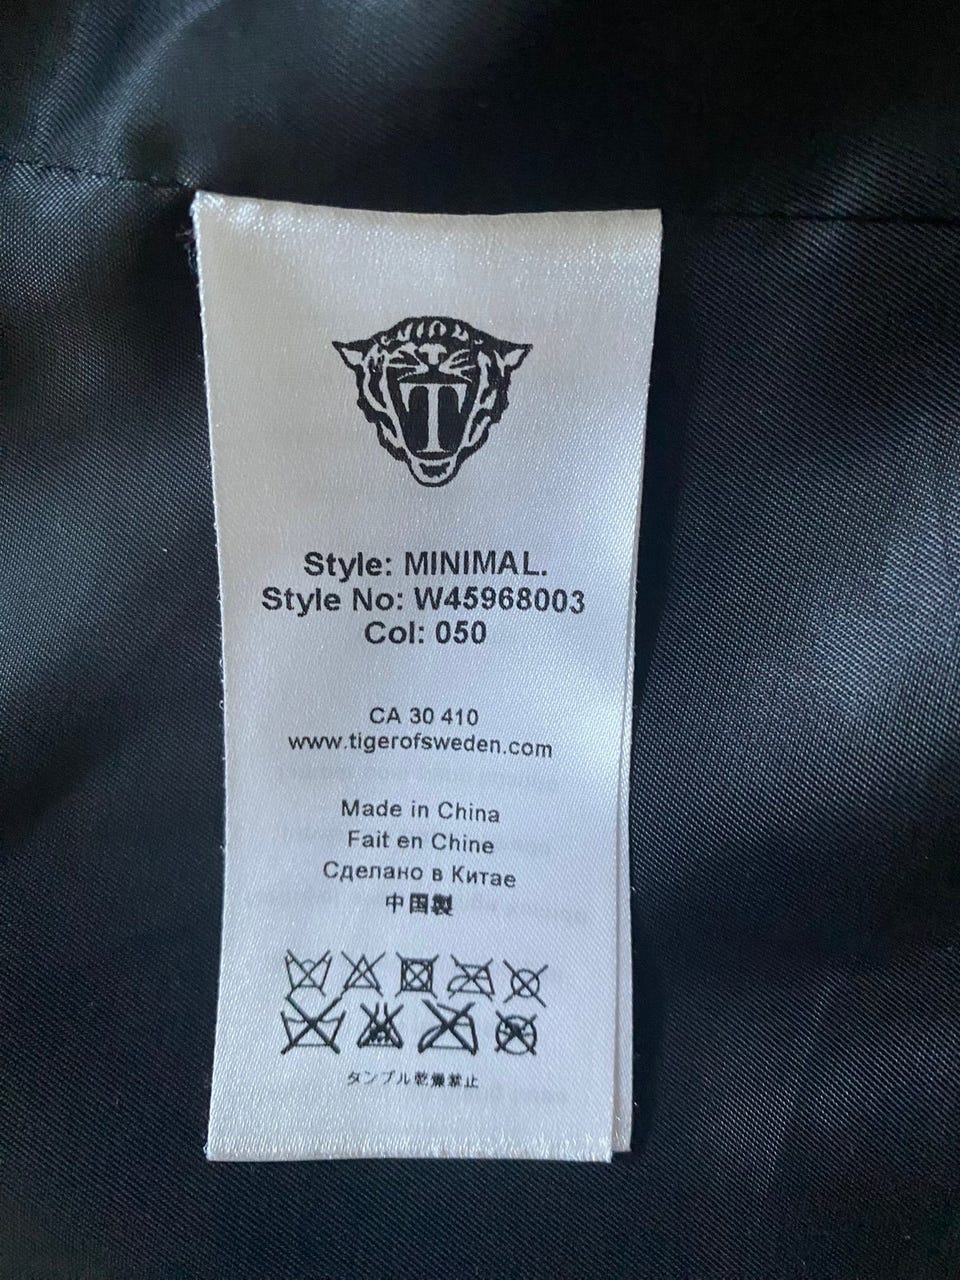 T
Style: MINIMAL.
Style No: W45968003
Col: 050
CA 30 410
www.tigerofsweden.com
Made in China
Fait en Chine
Сделано в Китае
中国製
タンブル乾燥禁止